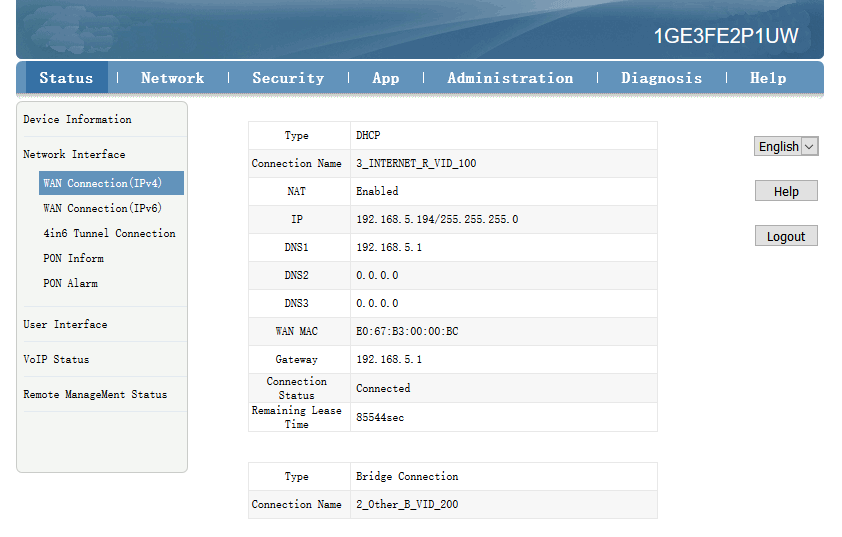 1GE3FE2P1UW
Status | Network | Security | App | Administration | Diagnosis | Help
Device Information
Network Interface
WAN Connection(IPv4)
WAN Connection(IPv6)
4in6 Tunnel Connection
PON Inform
PON Alarm
User Interface
VoIP Status
Remote ManageMent Status
Type DHCP
Connection Name 3_INTERNET_R_VID_100
NAT Enabled
IP 192.168.5.194/255.255.255.0
DNS1 192.168.5.1
DNS2 0.0.0.0
DNS3 0.0.0.0
WAN MAC E0:67:B3:00:00:BC
Gateway 192.168.5.1
Connection
Status Connected
Remaining Lease
Time 85544sec
Type Bridge Connection
Connection Name 2_Other_B_VID_200
English
Help
Logout